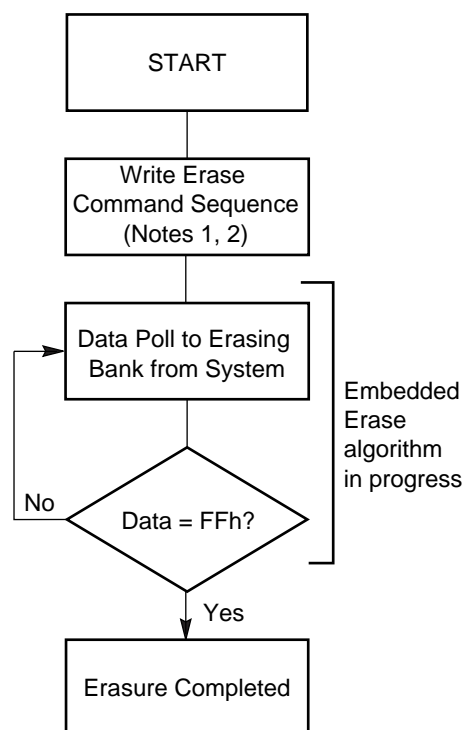 START
Write Erase
Command Sequence
(Notes 1, 2)
Data Poll to Erasing
Bank from System
Embedded
Erase
algorithm
in progress
No
Data = FFh?
Yes
Erasure Completed